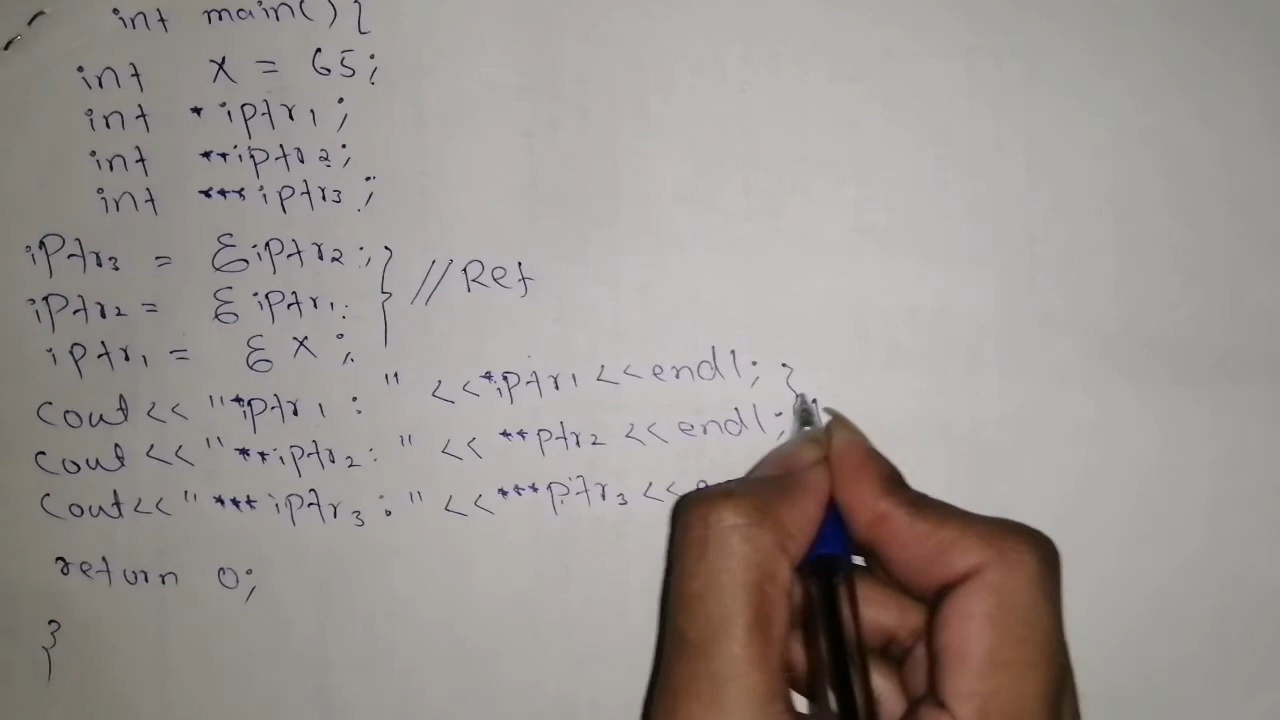 int main() {
int x = 65;
int *iptr1;
int **iptr2;
int ***iptr3;
iptr3 = &iptr2;
iptr2 = &iptr1;
iptr1 = &x;
} // Ref
cout << "*iptr1 : " << *iptr1 << endl; }
cout << "**iptr2: " << **ptr2 << endl;
cout << "***iptr3 : " << ***ptr3 <<
return 0;
}